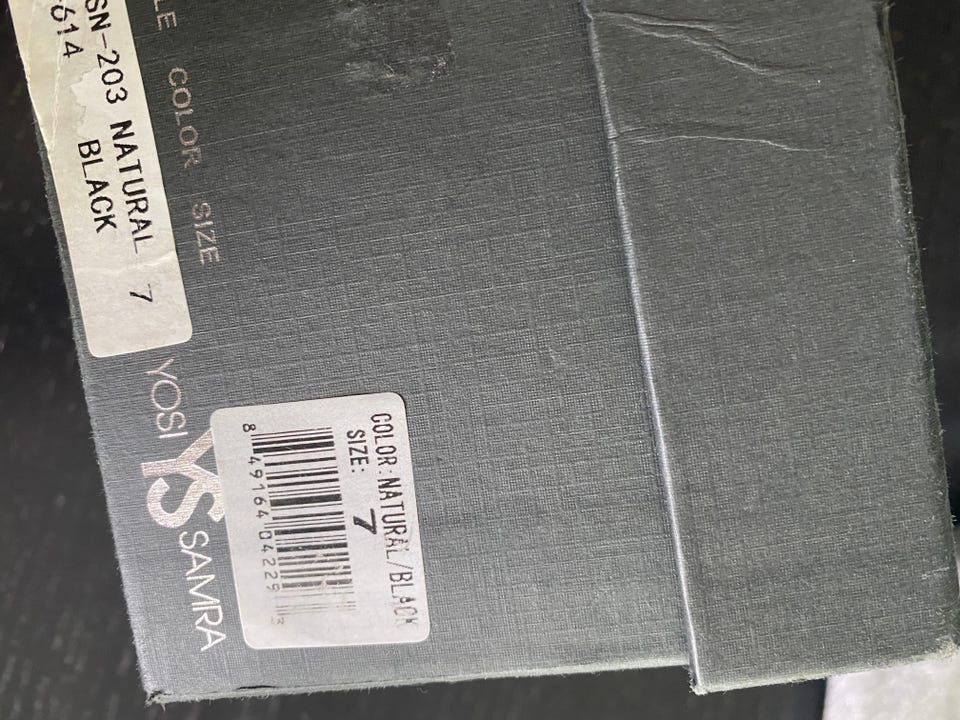 LE COLOR SIZE
SN-203 NATURAL 7
-614 BLACK
YOSI YS SAMRA
COLOR:NATURAL/BLACK
SIZE: 7
8 49164 04229 3